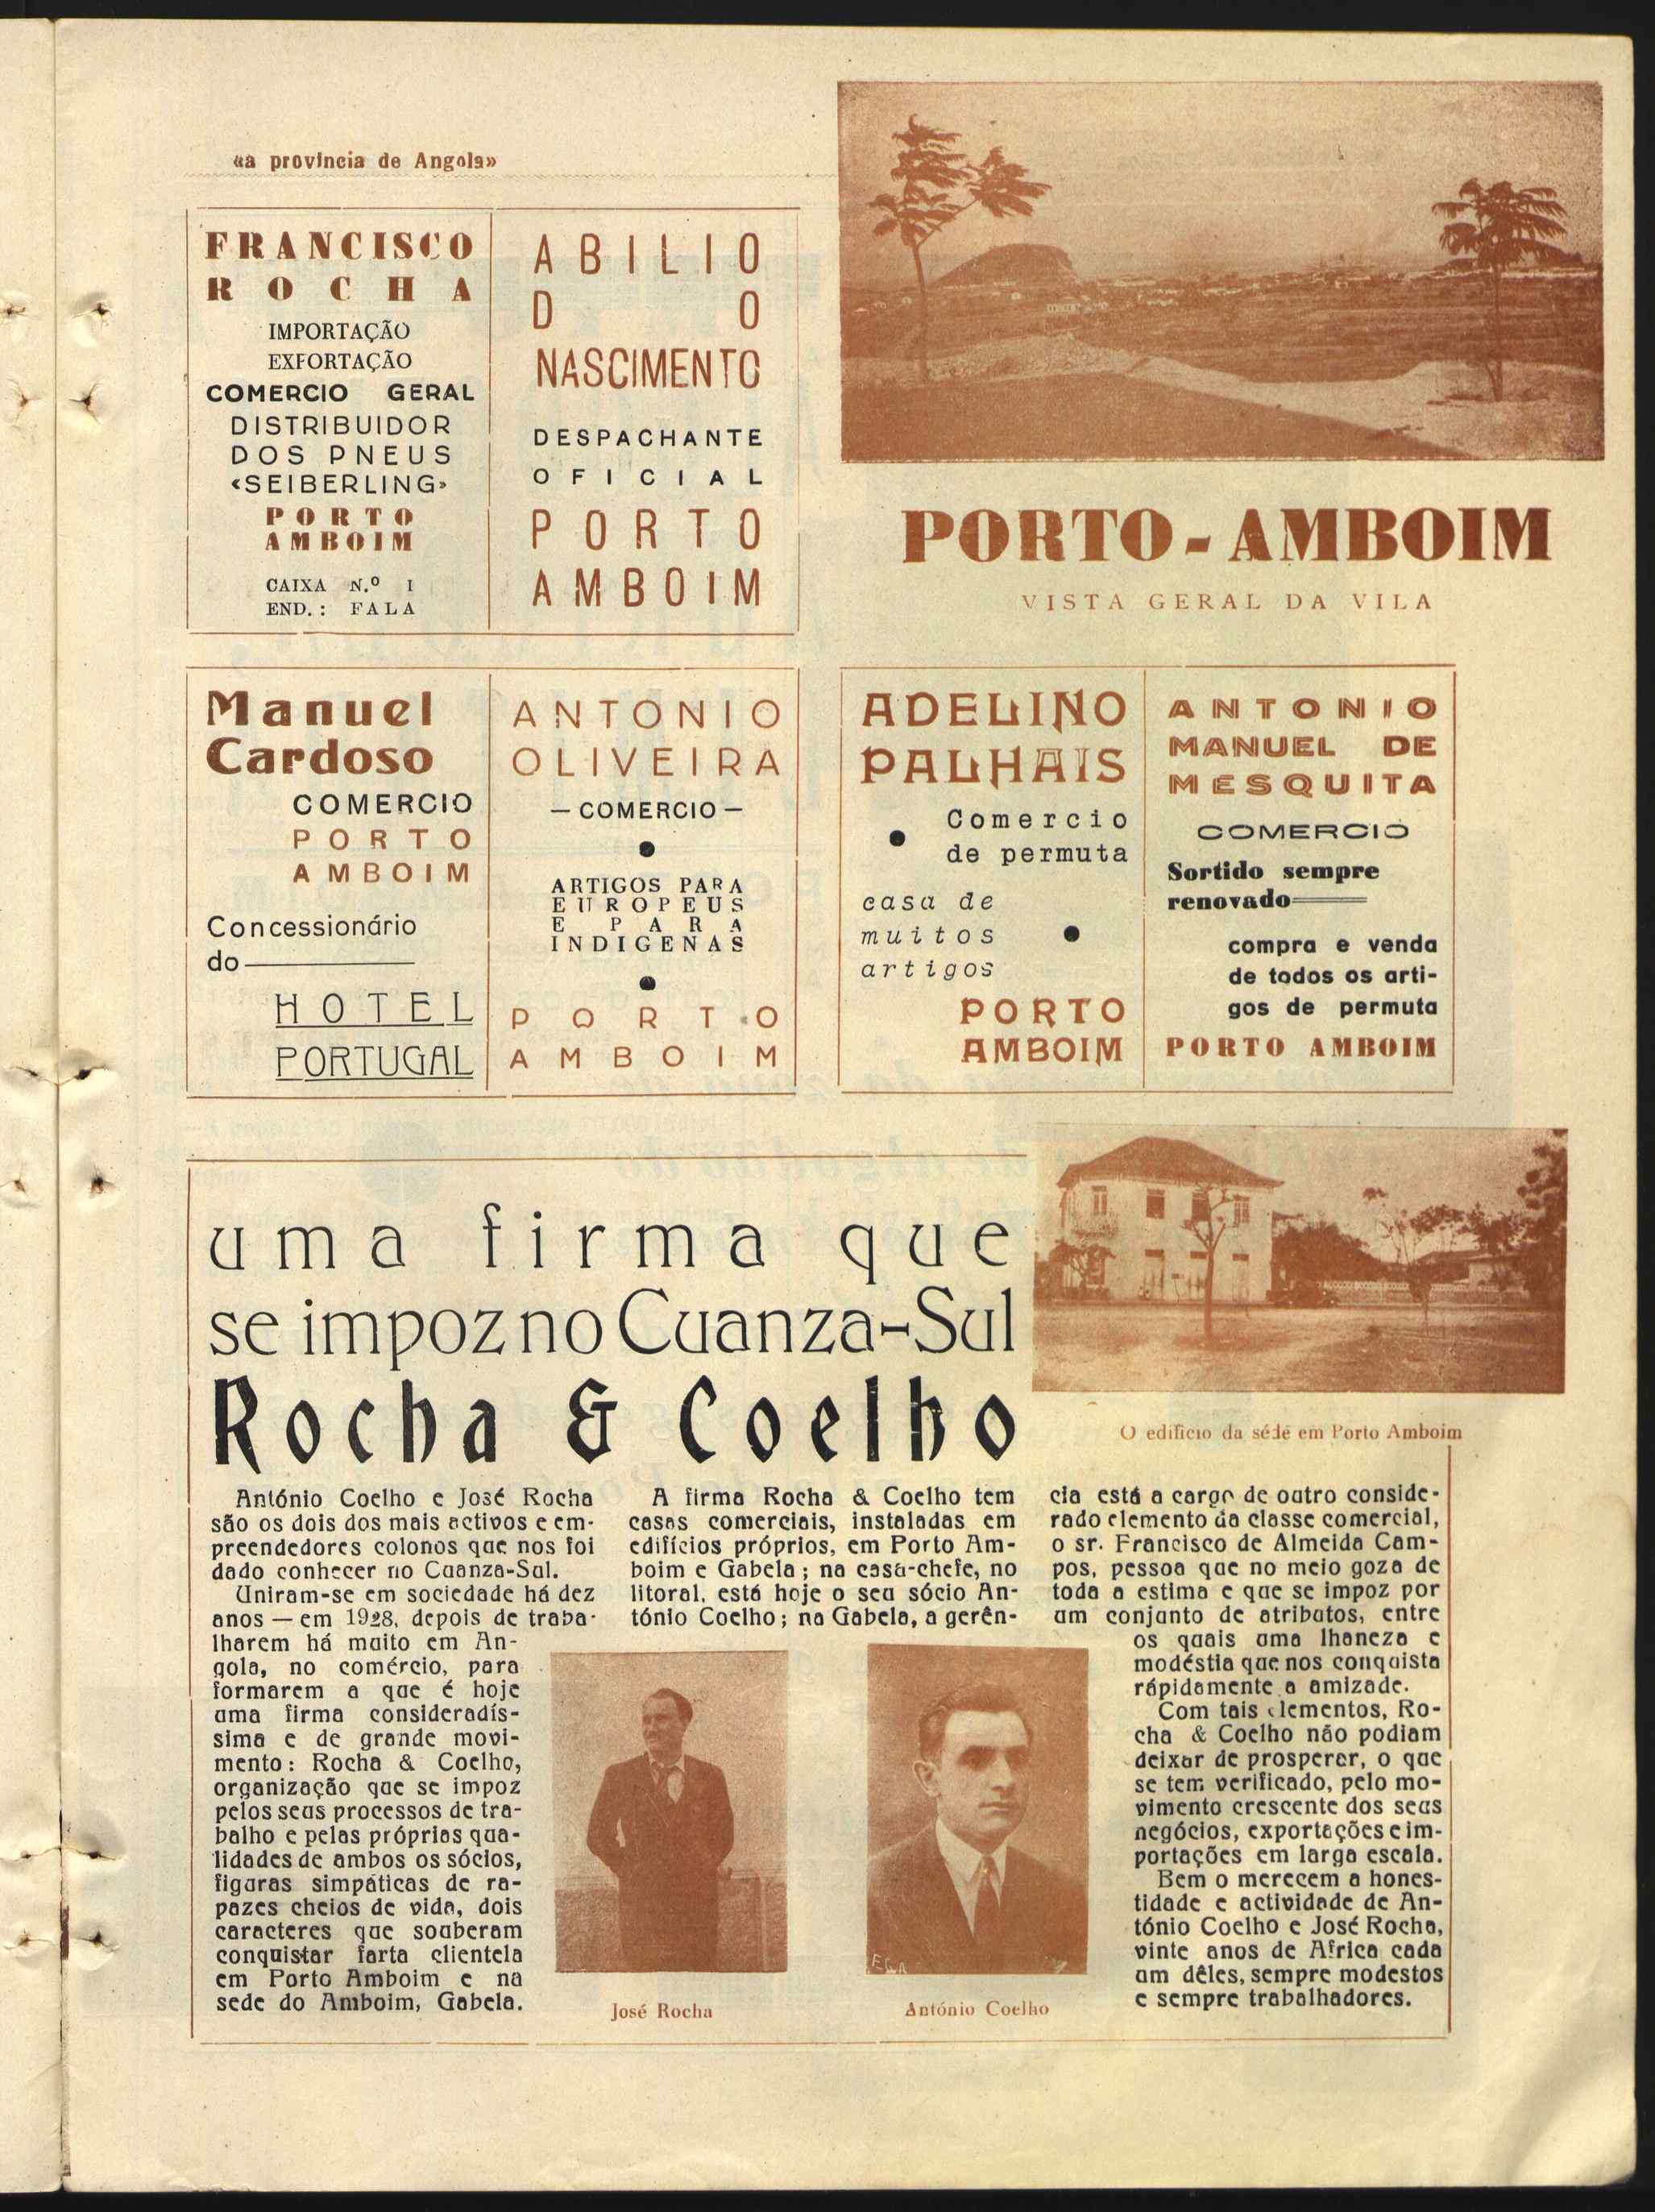 «a província de Angola»
FRANCISCO
ROCHA
IMPORTAÇÃO
EXPORTAÇÃO
COMERCIO GERAL
DISTRIBUIDOR
DOS PNEUS
«SEIBERLING»
PORTO
AMBOIM
CAIXA N.º 1
END.: FALA
ABILIO
DO
NASCIMENTO
DESPACHANTE
OFICIAL
PORTO
AMBOIM
PORTO-AMBOIM
VISTA GERAL DA VILA
Manuel
Cardoso
COMERCIO
PORTO
AMBOIM
Concessionário
do
HOTEL
PORTUGAL
ANTONIO
OLIVEIRA
— COMERCIO —
ARTIGOS PARA
EUROPEUS
E PARA
INDIGENAS
PORTO
AMBOIM
ADELINO
PALHAIS
Comercio
de permuta
casa de
muitos
artigos
PORTO
AMBOIM
ANTONIO
MANUEL DE
MESQUITA
COMERCIO
Sortido sempre
renovado
compra e venda
de todos os arti-
gos de permuta
PORTO AMBOIM
uma firma que
se impoz no Cuanza-Sul
Rocha & Coelho
O edificio da séde em Porto Amboim
António Coelho e José Rocha
são os dois dos mais activos e em-
preendedores colonos que nos foi
dado conhecer no Cuanza-Sul.
Uniram-se em sociedade há dez
anos — em 1928, depois de traba-
lharem há muito em An-
gola, no comércio, para
formarem a que é hoje
uma firma consideradís-
sima e de grande movi-
mento: Rocha & Coelho,
organização que se impoz
pelos seus processos de tra-
balho e pelas próprias qua-
lidades de ambos os sócios,
figuras simpáticas de ra-
pazes cheios de vida, dois
caracteres que souberam
conquistar farta clientela
em Porto Amboim e na
sede do Amboim, Gabela.
A firma Rocha & Coelho tem
casas comerciais, instaladas em
edifícios próprios, em Porto Am-
boim e Gabela; na casa-chefe, no
litoral, está hoje o seu sócio An-
tónio Coelho; na Gabela, a gerên-
José Rocha
António Coelho
cia está a cargo de outro conside-
rado elemento da classe comercial,
o sr. Francisco de Almeida Cam-
pos, pessoa que no meio goza de
toda a estima e que se impoz por
um conjunto de atributos, entre
os quais uma lhaneza e
modéstia que nos conquista
rápidamente a amizade.
Com tais elementos, Ro-
cha & Coelho não podiam
deixar de prosperar, o que
se tem verificado, pelo mo-
vimento crescente dos seus
negócios, exportações e im-
portações em larga escala.
Bem o merecem a hones-
tidade e actividade de An-
tónio Coelho e José Rocha,
vinte anos de Africa cada
um dêles, sempre modestos
e sempre trabalhadores.